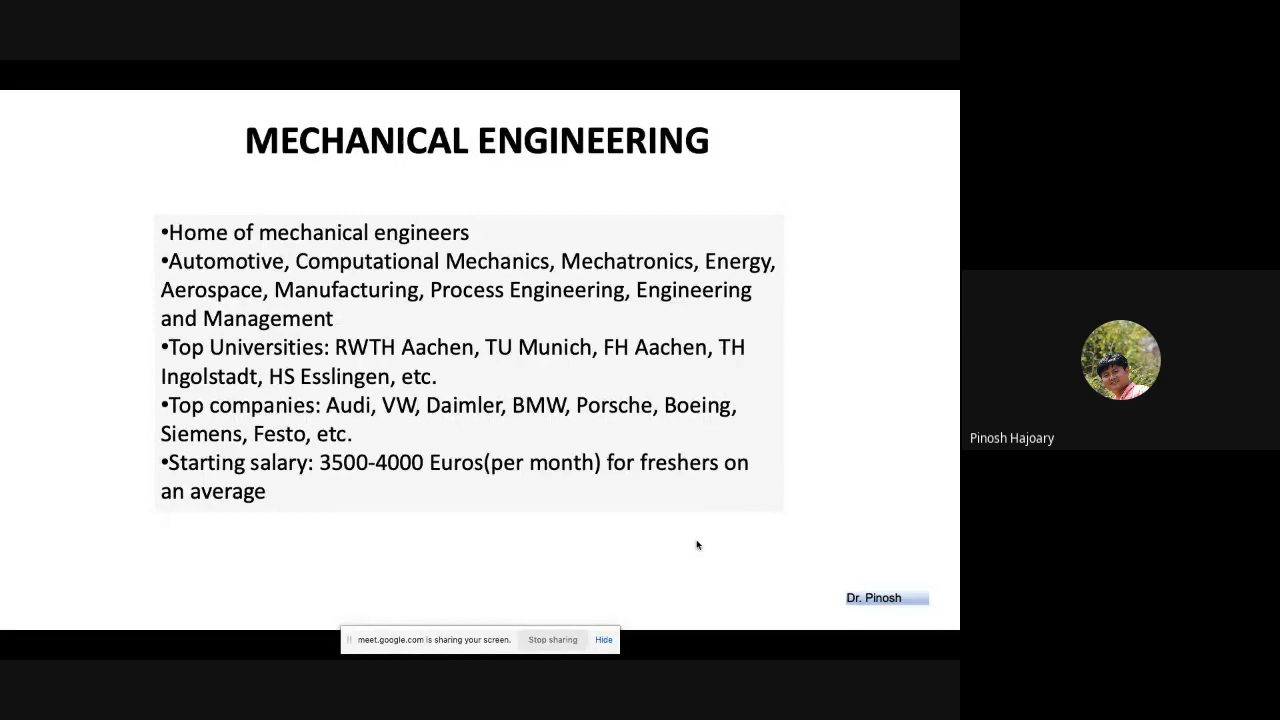 MECHANICAL ENGINEERING
•Home of mechanical engineers
•Automotive, Computational Mechanics, Mechatronics, Energy,
Aerospace, Manufacturing, Process Engineering, Engineering
and Management
•Top Universities: RWTH Aachen, TU Munich, FH Aachen, TH
Ingolstadt, HS Esslingen, etc.
•Top companies: Audi, VW, Daimler, BMW, Porsche, Boeing,
Siemens, Festo, etc.
•Starting salary: 3500-4000 Euros(per month) for freshers on
an average
Pinosh Hajoary
Dr. Pinosh
meet.google.com is sharing your screen.
Stop sharing
Hide